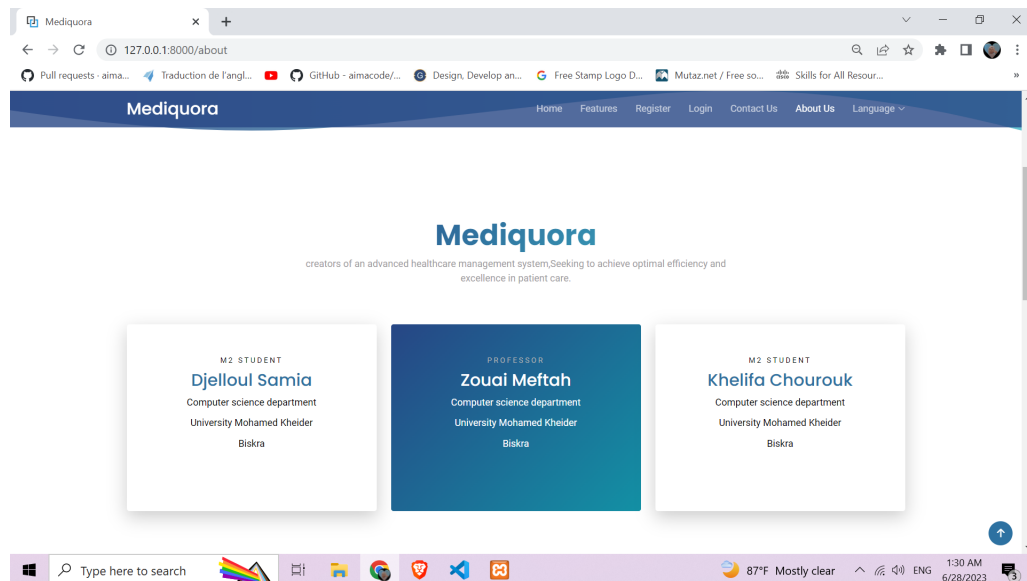 Mediquora
127.0.0.1:8000/about
Pull requests · aima... Traduction de l'angl... GitHub - aimacode/... Design, Develop an... Free Stamp Logo D... Mutaz.net / Free so... Skills for All Resour... »
Mediquora Home Features Register Login Contact Us About Us Language
Mediquora
creators of an advanced healthcare management system,Seeking to achieve optimal efficiency and
excellence in patient care.
M2 STUDENT
Djelloul Samia
Computer science department
University Mohamed Kheider
Biskra
PROFESSOR
Zouai Meftah
Computer science department
University Mohamed Kheider
Biskra
M2 STUDENT
Khelifa Chourouk
Computer science department
University Mohamed Kheider
Biskra
Type here to search
87°F Mostly clear ENG
1:30 AM
6/28/2023
3